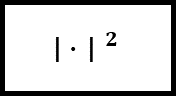 | · | ²